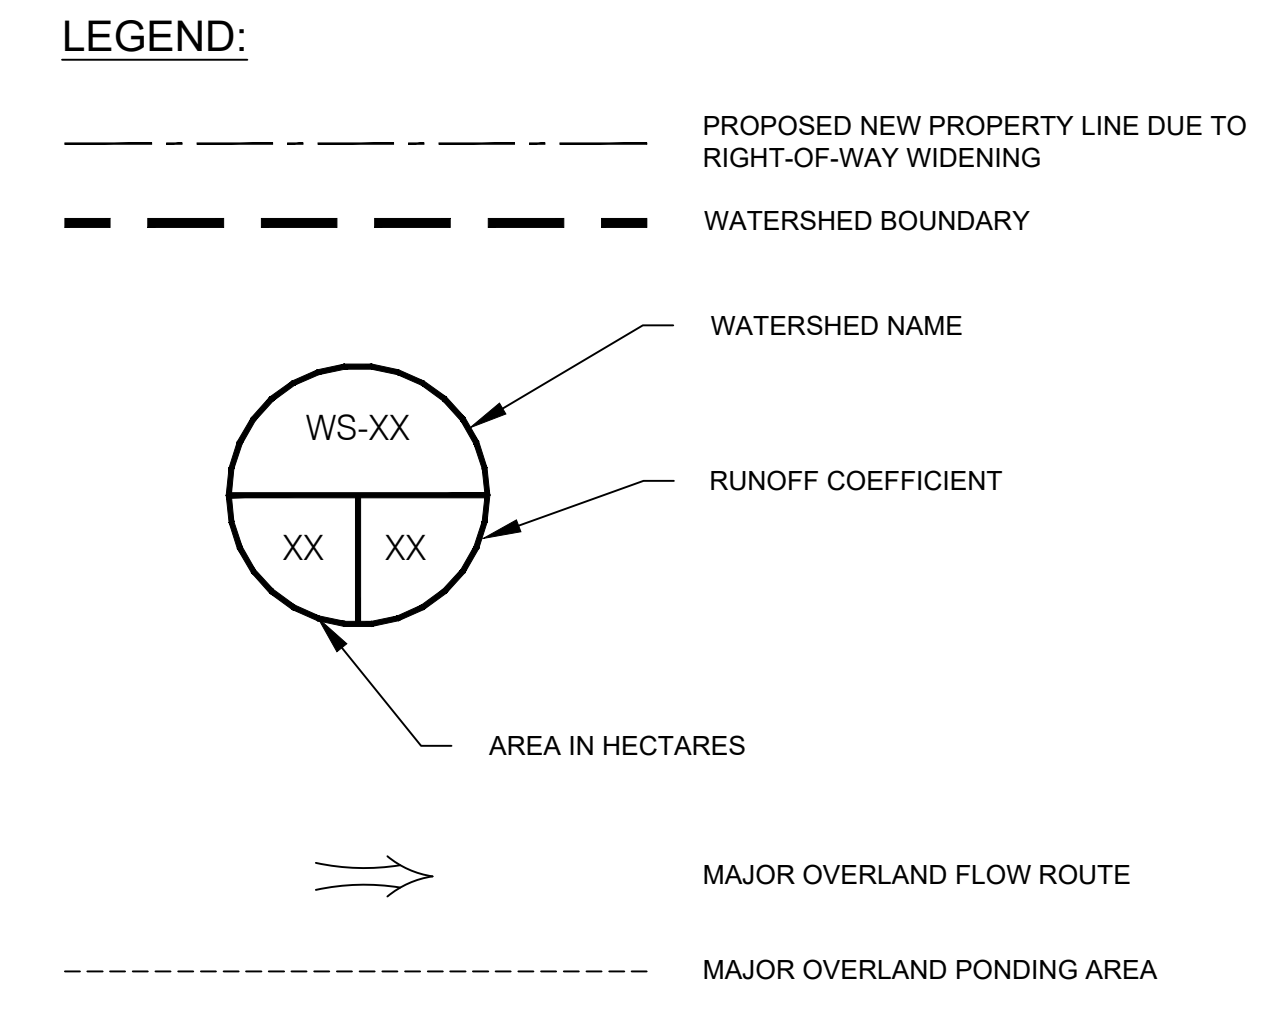 LEGEND:
PROPOSED NEW PROPERTY LINE DUE TO
RIGHT-OF-WAY WIDENING
WATERSHED BOUNDARY
WATERSHED NAME
WS-XX
RUNOFF COEFFICIENT
XX XX
AREA IN HECTARES
MAJOR OVERLAND FLOW ROUTE
MAJOR OVERLAND PONDING AREA